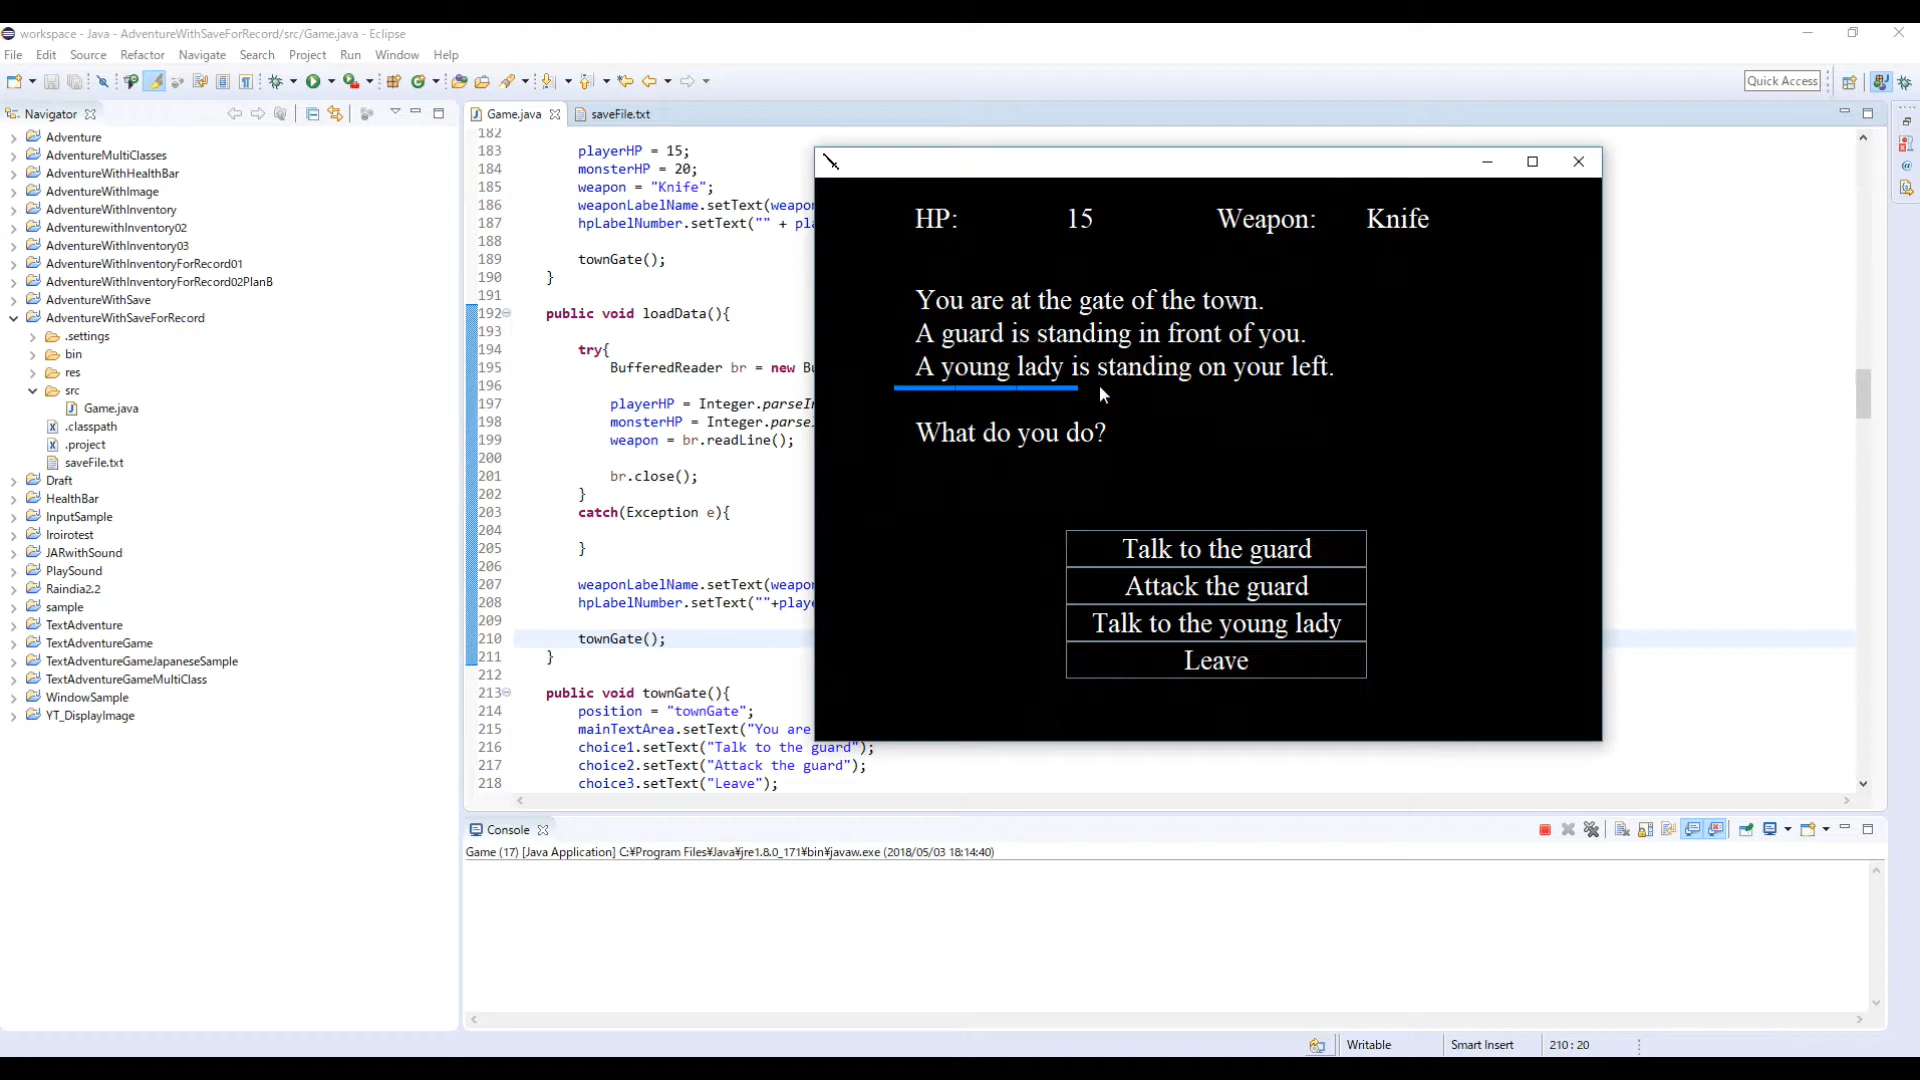 workspace - Java - AdventureWithSaveForRecord/src/Game.java - Eclipse
File Edit Source Refactor Navigate Search Project Run Window Help
Quick Access
Navigator
Adventure
AdventureMultiClasses
AdventureWithHealthBar
AdventureWithImage
AdventureWithInventory
AdventurewithInventory02
AdventureWithInventory03
AdventureWithInventoryForRecord01
AdventureWithInventoryForRecord02PlanB
AdventureWithSave
AdventureWithSaveForRecord
.settings
bin
res
src
Game.java
.classpath
.project
saveFile.txt
Draft
HealthBar
InputSample
Irorotest
JARwithSound
PlaySound
Raindia2.2
sample
TextAdventure
TextAdventureGame
TextAdventureGameJapaneseSample
TextAdventureGameMultiClass
WindowSample
YT_DisplayImage
Game.java saveFile.txt
182
183 playerHP = 15;
184 monsterHP = 20;
185 weapon = "Knife";
186 weaponLabelName.setText(weapon
187 hpLabelNumber.setText("" + pla
188
189 townGate();
190 }
191
192 public void loadData(){
193
194 try{
195 BufferedReader br = new Bu
196
197 playerHP = Integer.parseIn
198 monsterHP = Integer.parse
199 weapon = br.readLine();
200
201 br.close();
202 }
203 catch(Exception e){
204
205 }
206
207 weaponLabelName.setText(weapon
208 hpLabelNumber.setText(""+playe
209
210 townGate();
211 }
212
213 public void townGate(){
214 position = "townGate";
215 mainTextArea.setText("You are
216 choice1.setText("Talk to the guard");
217 choice2.setText("Attack the guard");
218 choice3.setText("Leave");
HP: 15 Weapon: Knife
You are at the gate of the town.
A guard is standing in front of you.
A young lady is standing on your left.
What do you do?
Talk to the guard
Attack the guard
Talk to the young lady
Leave
Console
Game (17) [Java Application] C:¥Program Files¥Java¥jre1.8.0_171¥bin¥javaw.exe (2018/05/03 18:14:40)
Writable Smart Insert 210 : 20